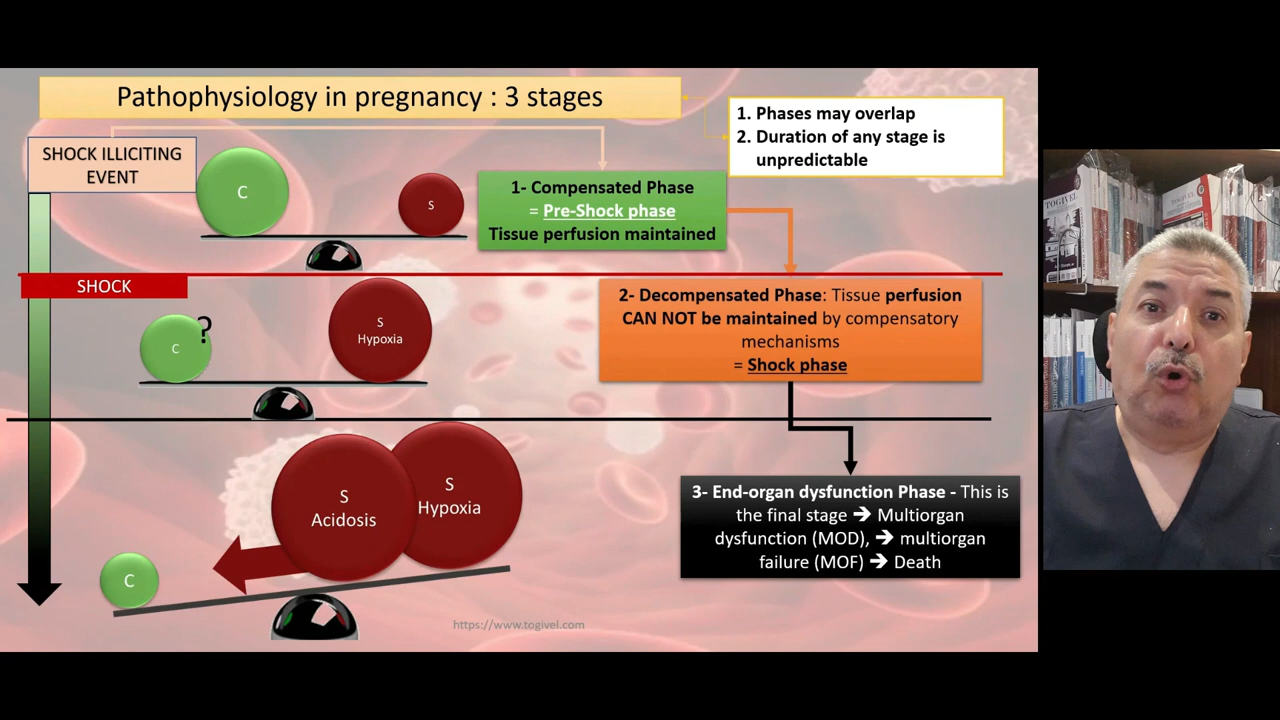 Pathophysiology in pregnancy : 3 stages
1. Phases may overlap
2. Duration of any stage is
unpredictable
SHOCK ILLICITING
EVENT
C
S
1- Compensated Phase
= Pre-Shock phase
Tissue perfusion maintained
SHOCK
C
?
S
Hypoxia
2- Decompensated Phase: Tissue perfusion
CAN NOT be maintained by compensatory
mechanisms
= Shock phase
S
Acidosis
S
Hypoxia
C
3- End-organ dysfunction Phase - This is
the final stage ➔ Multiorgan
dysfunction (MOD), ➔ multiorgan
failure (MOF) ➔ Death
https://www.togivel.com
TOGIVEL